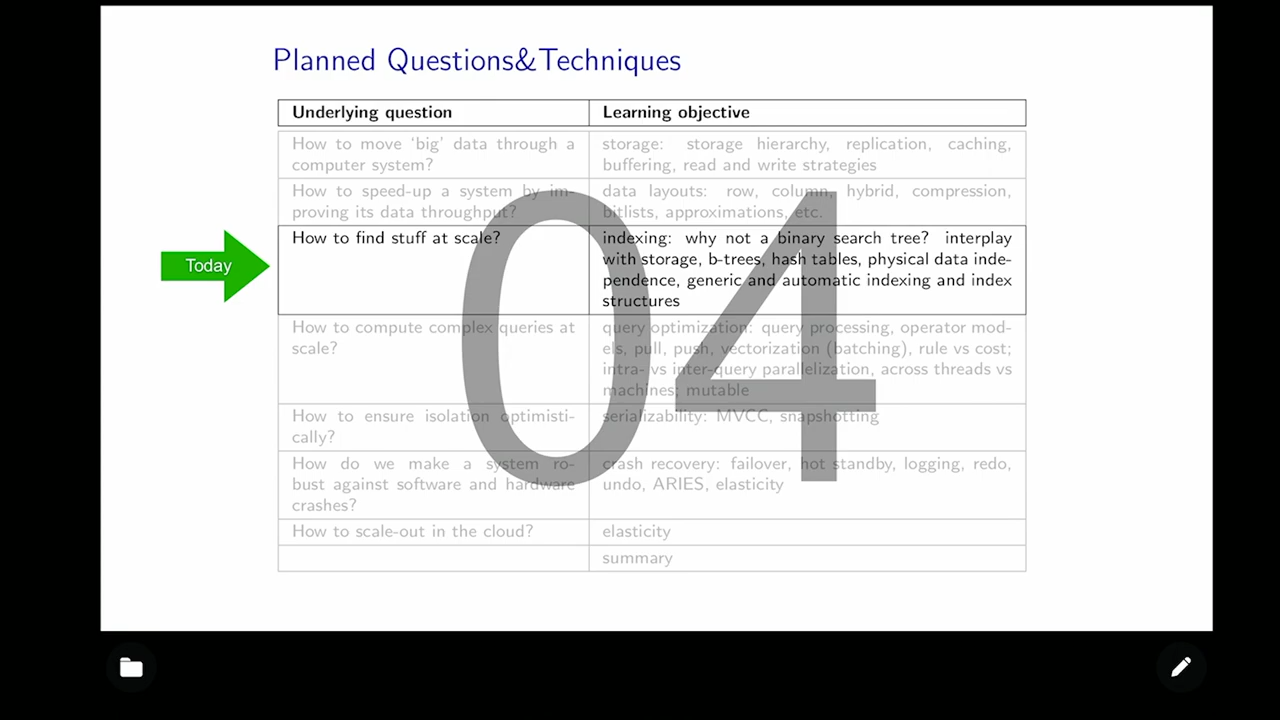 Planned Questions&Techniques
Underlying question
Learning objective
How to move ‘big’ data through a
computer system?
storage: storage hierarchy, replication, caching,
buffering, read and write strategies
How to speed-up a system by im-
proving its data throughput?
data layouts: row, column, hybrid, compression,
bitlists, approximations, etc.
Today
How to find stuff at scale?
indexing: why not a binary search tree? interplay
with storage, b-trees, hash tables, physical data inde-
pendence, generic and automatic indexing and index
structures
How to compute complex queries at
scale?
query optimization: query processing, operator mod-
els, pull, push, vectorization (batching), rule vs cost;
intra- vs inter-query parallelization, across threads vs
machines; mutable
How to ensure isolation optimisti-
cally?
serializability: MVCC, snapshotting
How do we make a system ro-
bust against software and hardware
crashes?
crash recovery: failover, hot standby, logging, redo,
undo, ARIES, elasticity
How to scale-out in the cloud?
elasticity
summary
04